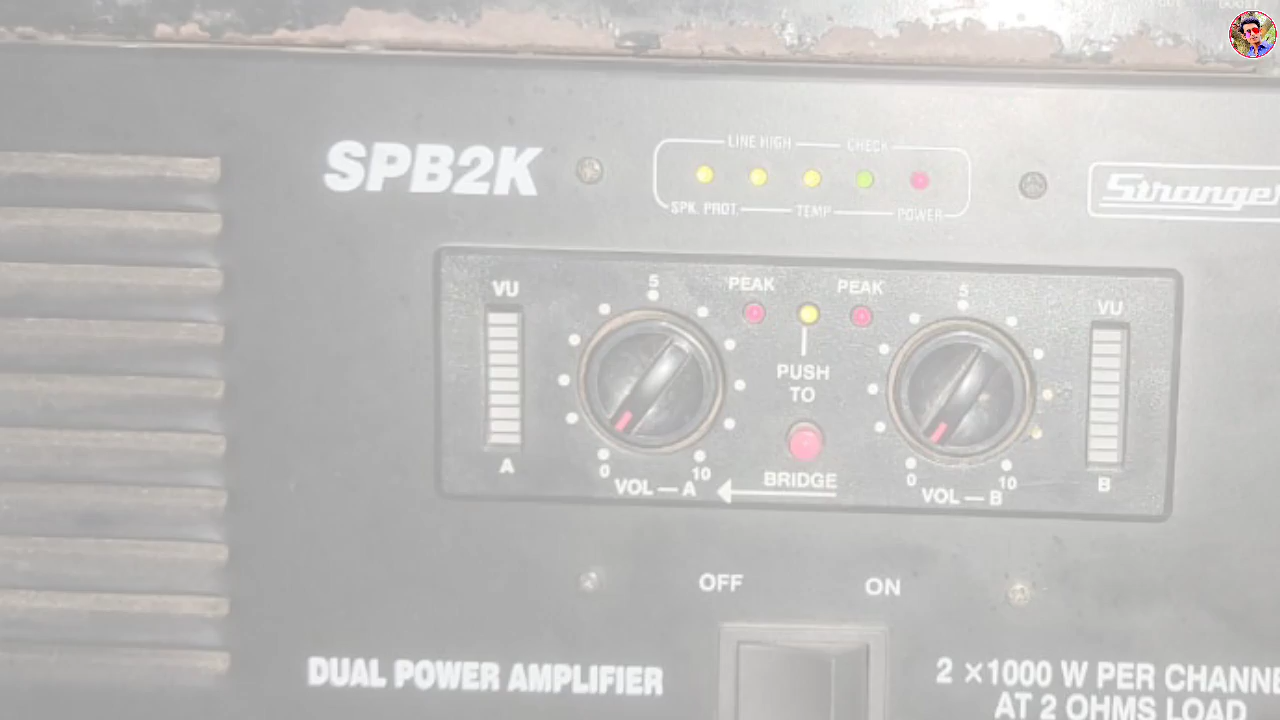 SPB2K
LINE HIGH CHECK
SPK. PROT. TEMP POWER
Stranger
VU
5
PEAK
PEAK
5
VU
PUSH
TO
A
0
10
VOL — A
BRIDGE
0
10
VOL — B
B
OFF
ON
DUAL POWER AMPLIFIER
2 ×1000 W PER CHANNE
AT 2 OHMS LOAD